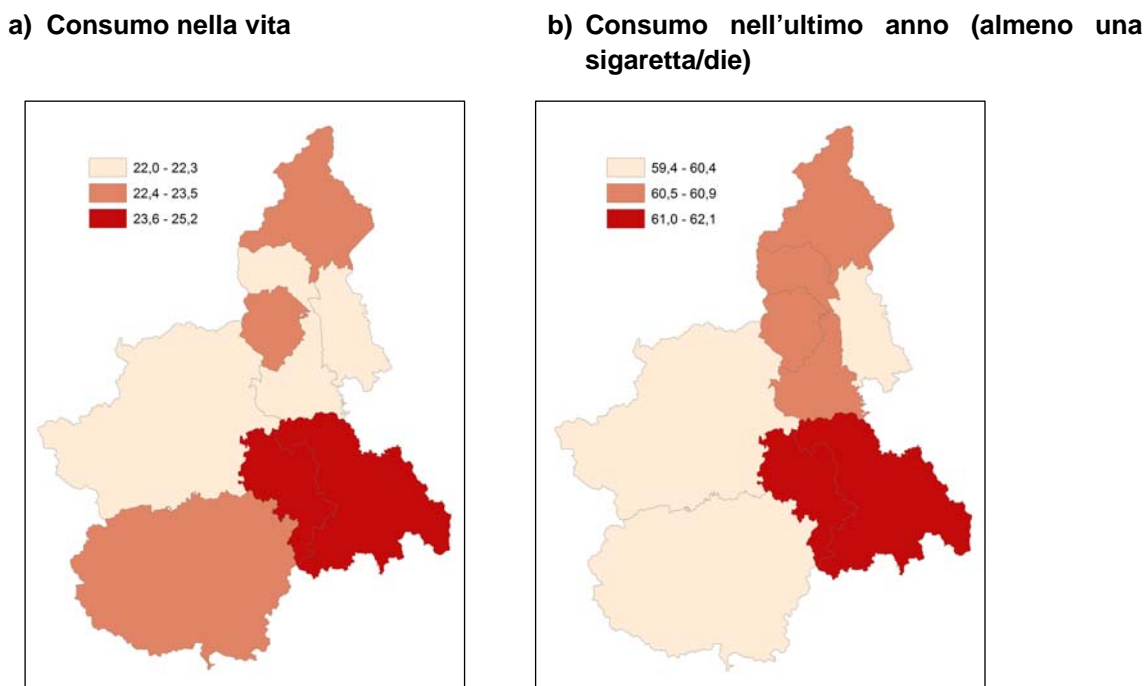 a) Consumo nella vita
b) Consumo nell'ultimo anno (almeno una
sigaretta/die)
22,0 - 22,3
22,4 - 23,5
23,6 - 25,2
59,4 - 60,4
60,5 - 60,9
61,0 - 62,1